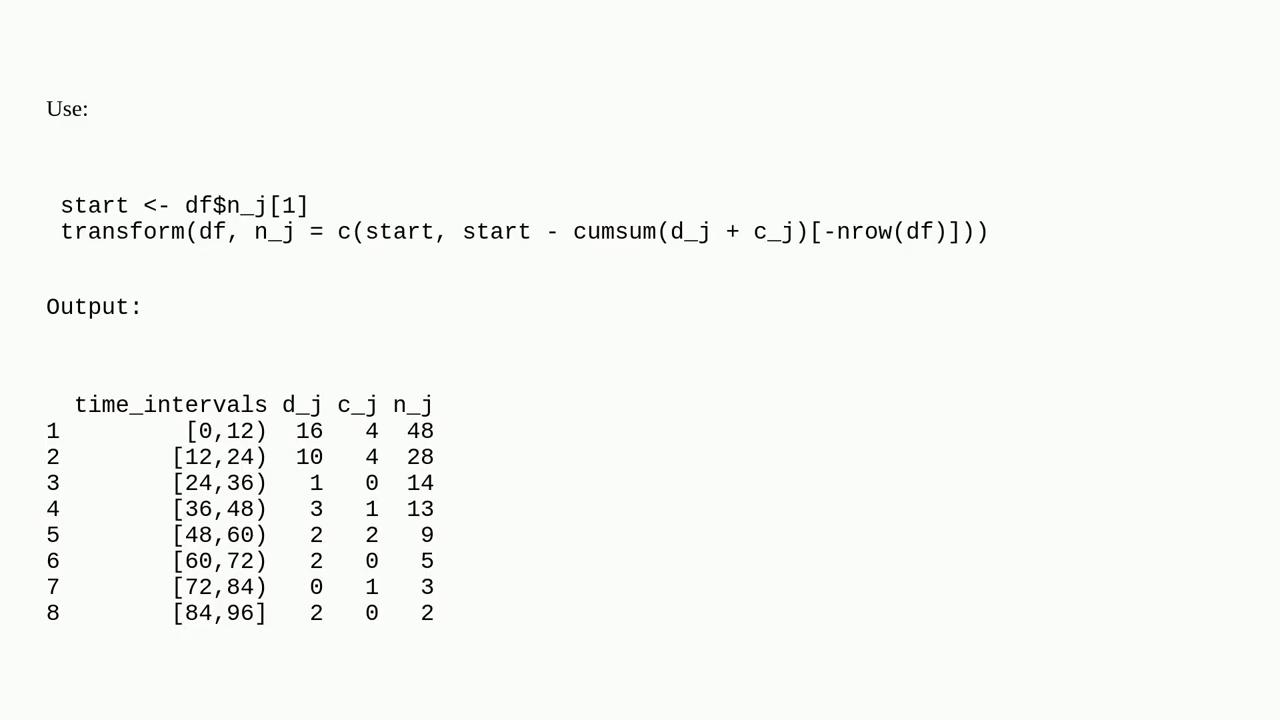 Use:
start <- df$n_j[1]
transform(df, n_j = c(start, start - cumsum(d_j + c_j)[-nrow(df)]))
Output:
  time_intervals d_j c_j n_j
1         [0,12)  16   4  48
2        [12,24)  10   4  28
3        [24,36)   1   0  14
4        [36,48)   3   1  13
5        [48,60)   2   2   9
6        [60,72)   2   0   5
7        [72,84)   0   1   3
8        [84,96]   2   0   2